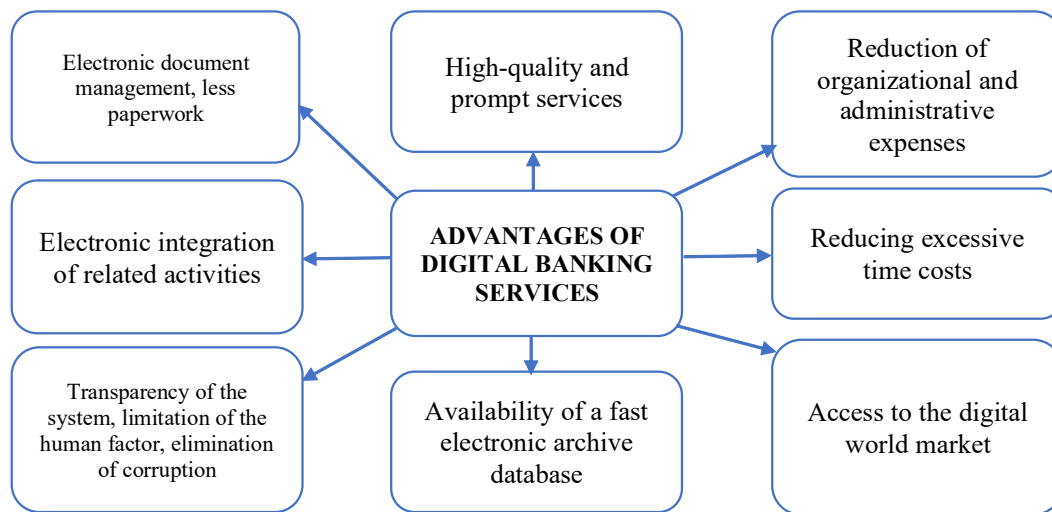 Electronic document
management, less
paperwork
High-quality and
prompt services
Reduction of
organizational and
administrative
expenses
Electronic integration
of related activities
ADVANTAGES OF
DIGITAL BANKING
SERVICES
Reducing excessive
time costs
Transparency of the
system, limitation of the
human factor, elimination
of corruption
Availability of a fast
electronic archive
database
Access to the digital
world market